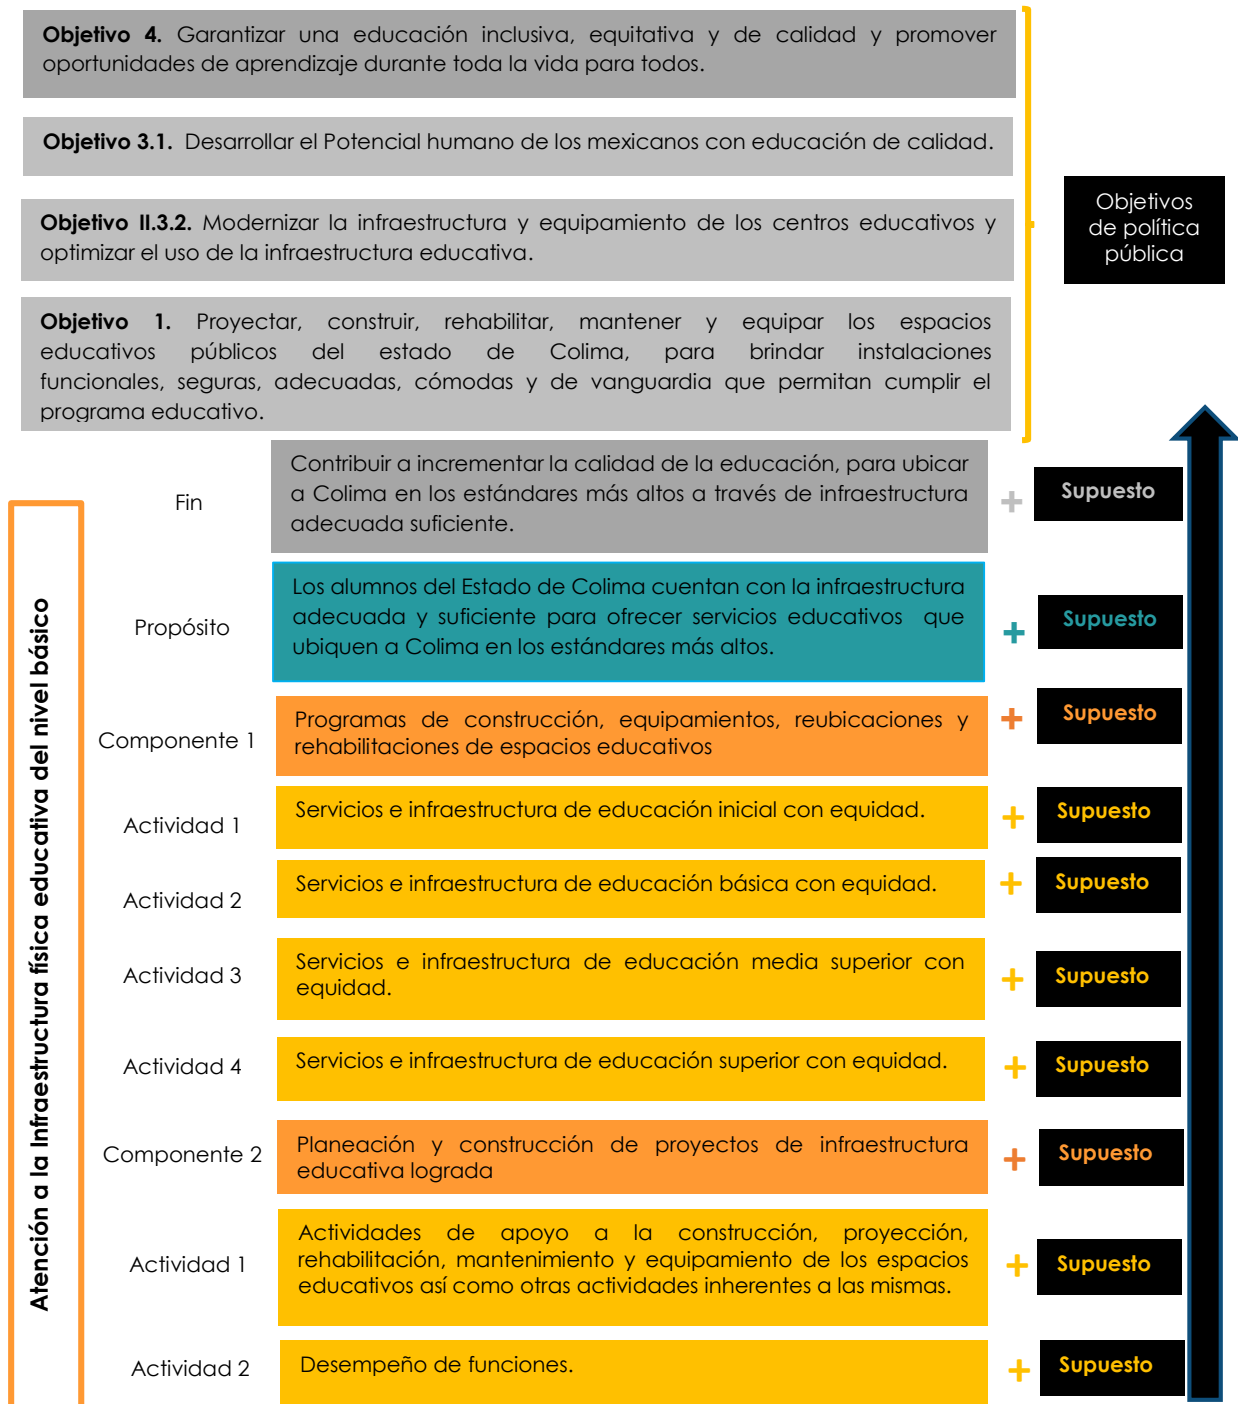 Objetivo 4. Garantizar una educación inclusiva, equitativa y de calidad y promover
oportunidades de aprendizaje durante toda la vida para todos.
Objetivo 3.1. Desarrollar el Potencial humano de los mexicanos con educación de calidad.
Objetivo II.3.2. Modernizar la infraestructura y equipamiento de los centros educativos y
optimizar el uso de la infraestructura educativa.
Objetivo 1. Proyectar, construir, rehabilitar, mantener y equipar los espacios
educativos públicos del estado de Colima, para brindar instalaciones
funcionales, seguras, adecuadas, cómodas y de vanguardia que permitan cumplir el
programa educativo.
Objetivos
de política
pública
Atención a la Infraestructura física educativa del nivel básico
Fin
Contribuir a incrementar la calidad de la educación, para ubicar
a Colima en los estándares más altos a través de infraestructura
adecuada suficiente.
+
Supuesto
Propósito
Los alumnos del Estado de Colima cuentan con la infraestructura
adecuada y suficiente para ofrecer servicios educativos que
ubiquen a Colima en los estándares más altos.
+
Supuesto
Componente 1
Programas de construcción, equipamientos, reubicaciones y
rehabilitaciones de espacios educativos
+
Supuesto
Actividad 1
Servicios e infraestructura de educación inicial con equidad.
+
Supuesto
Actividad 2
Servicios e infraestructura de educación básica con equidad.
+
Supuesto
Actividad 3
Servicios e infraestructura de educación media superior con
equidad.
+
Supuesto
Actividad 4
Servicios e infraestructura de educación superior con equidad.
+
Supuesto
Componente 2
Planeación y construcción de proyectos de infraestructura
educativa lograda
+
Supuesto
Actividad 1
Actividades de apoyo a la construcción, proyección,
rehabilitación, mantenimiento y equipamiento de los espacios
educativos así como otras actividades inherentes a las mismas.
+
Supuesto
Actividad 2
Desempeño de funciones.
+
Supuesto